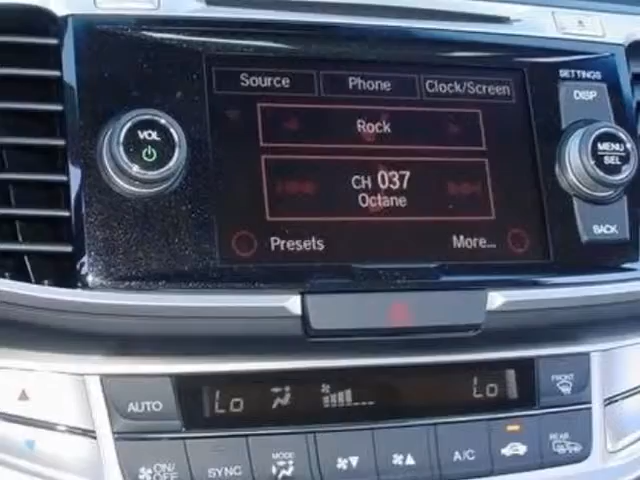 SETTINGS
Source Phone Clock/Screen
DISP
VOL
Rock
MENU
SEL
CH 037
Octane
BACK
Presets More...
AUTO Lo Lo FRONT
ON/OFF SYNC MODE A/C REAR